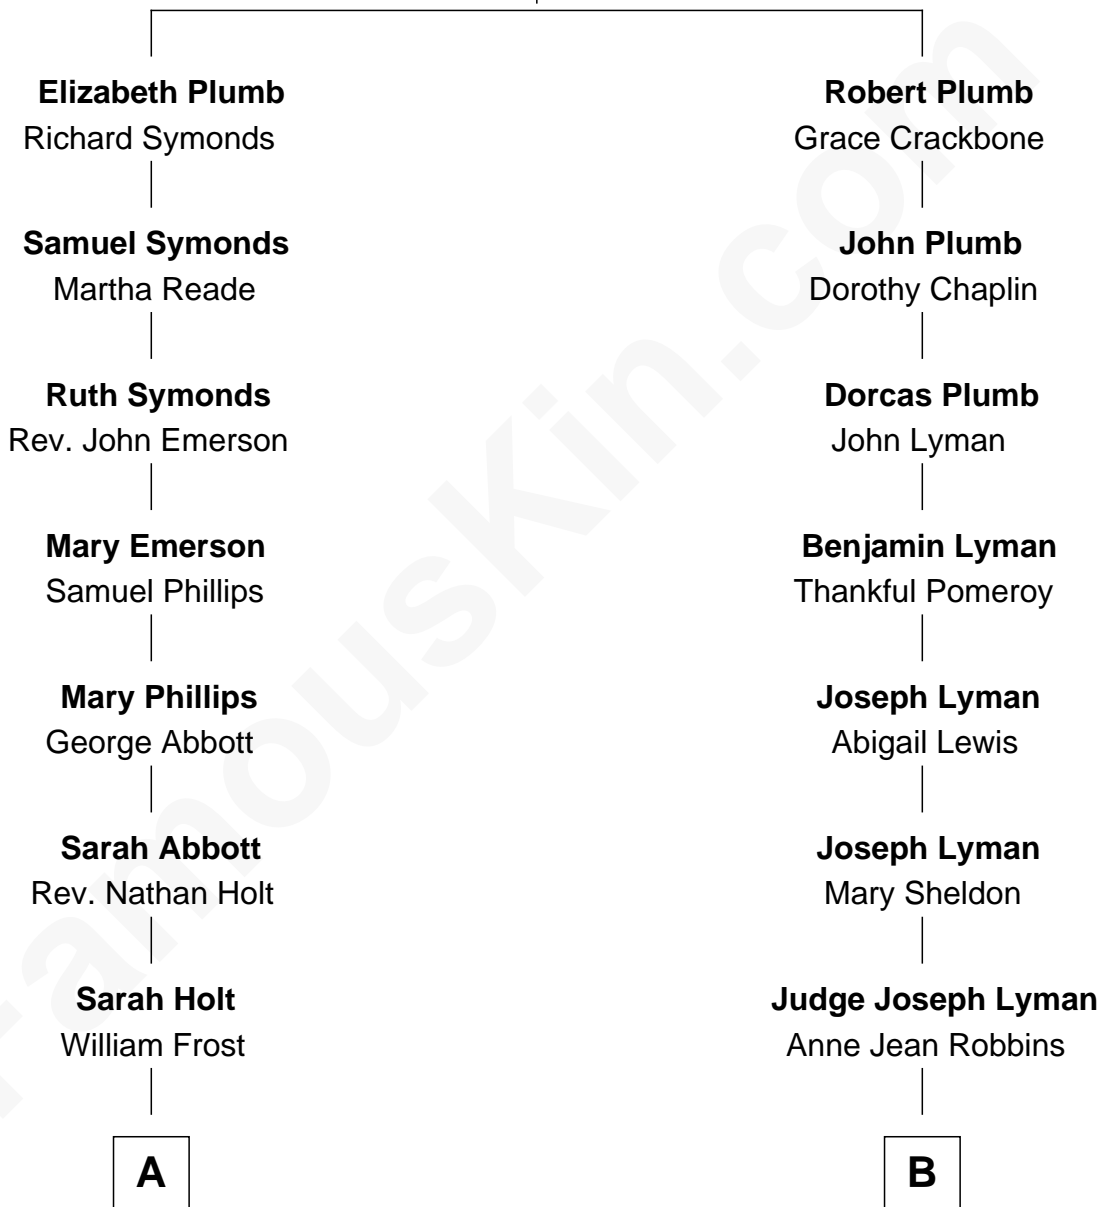 Elizabeth Plumb
Richard Symonds
Samuel Symonds
Martha Reade
Ruth Symonds
Rev. John Emerson
Mary Emerson
Samuel Phillips
Mary Phillips
George Abbott
Sarah Abbott
Rev. Nathan Holt
Sarah Holt
William Frost
A
Robert Plumb
Grace Crackbone
John Plumb
Dorothy Chaplin
Dorcas Plumb
John Lyman
Benjamin Lyman
Thankful Pomeroy
Joseph Lyman
Abigail Lewis
Joseph Lyman
Mary Sheldon
Judge Joseph Lyman
Anne Jean Robbins
B
FamousKin.com